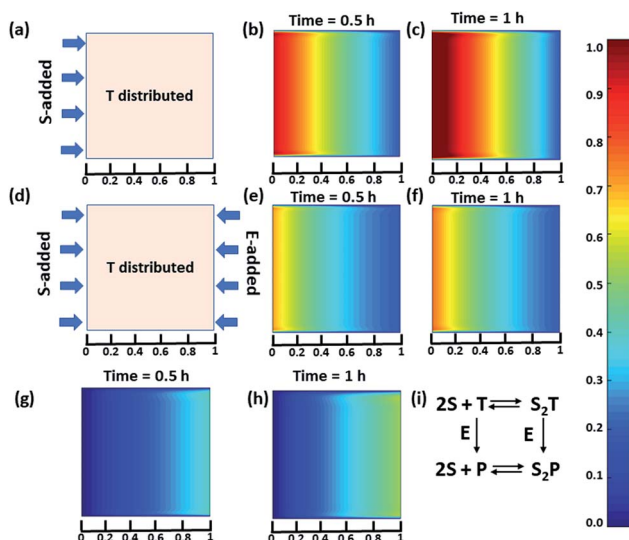 (a)
S-added
T distributed
0 0.2 0.4 0.6 0.8 1
(b)
Time = 0.5 h
0 0.2 0.4 0.6 0.8 1
(c)
Time = 1 h
0 0.2 0.4 0.6 0.8 1
(d)
S-added
T distributed
E-added
0 0.2 0.4 0.6 0.8 1
(e)
Time = 0.5 h
0 0.2 0.4 0.6 0.8 1
(f)
Time = 1 h
0 0.2 0.4 0.6 0.8 1
(g)
Time = 0.5 h
0 0.2 0.4 0.6 0.8 1
(h)
Time = 1 h
0 0.2 0.4 0.6 0.8 1
(i)
2S + T ⇌ S₂T
E E
2S + P ⇌ S₂P
1.0
0.9
0.8
0.7
0.6
0.5
0.4
0.3
0.2
0.1
0.0